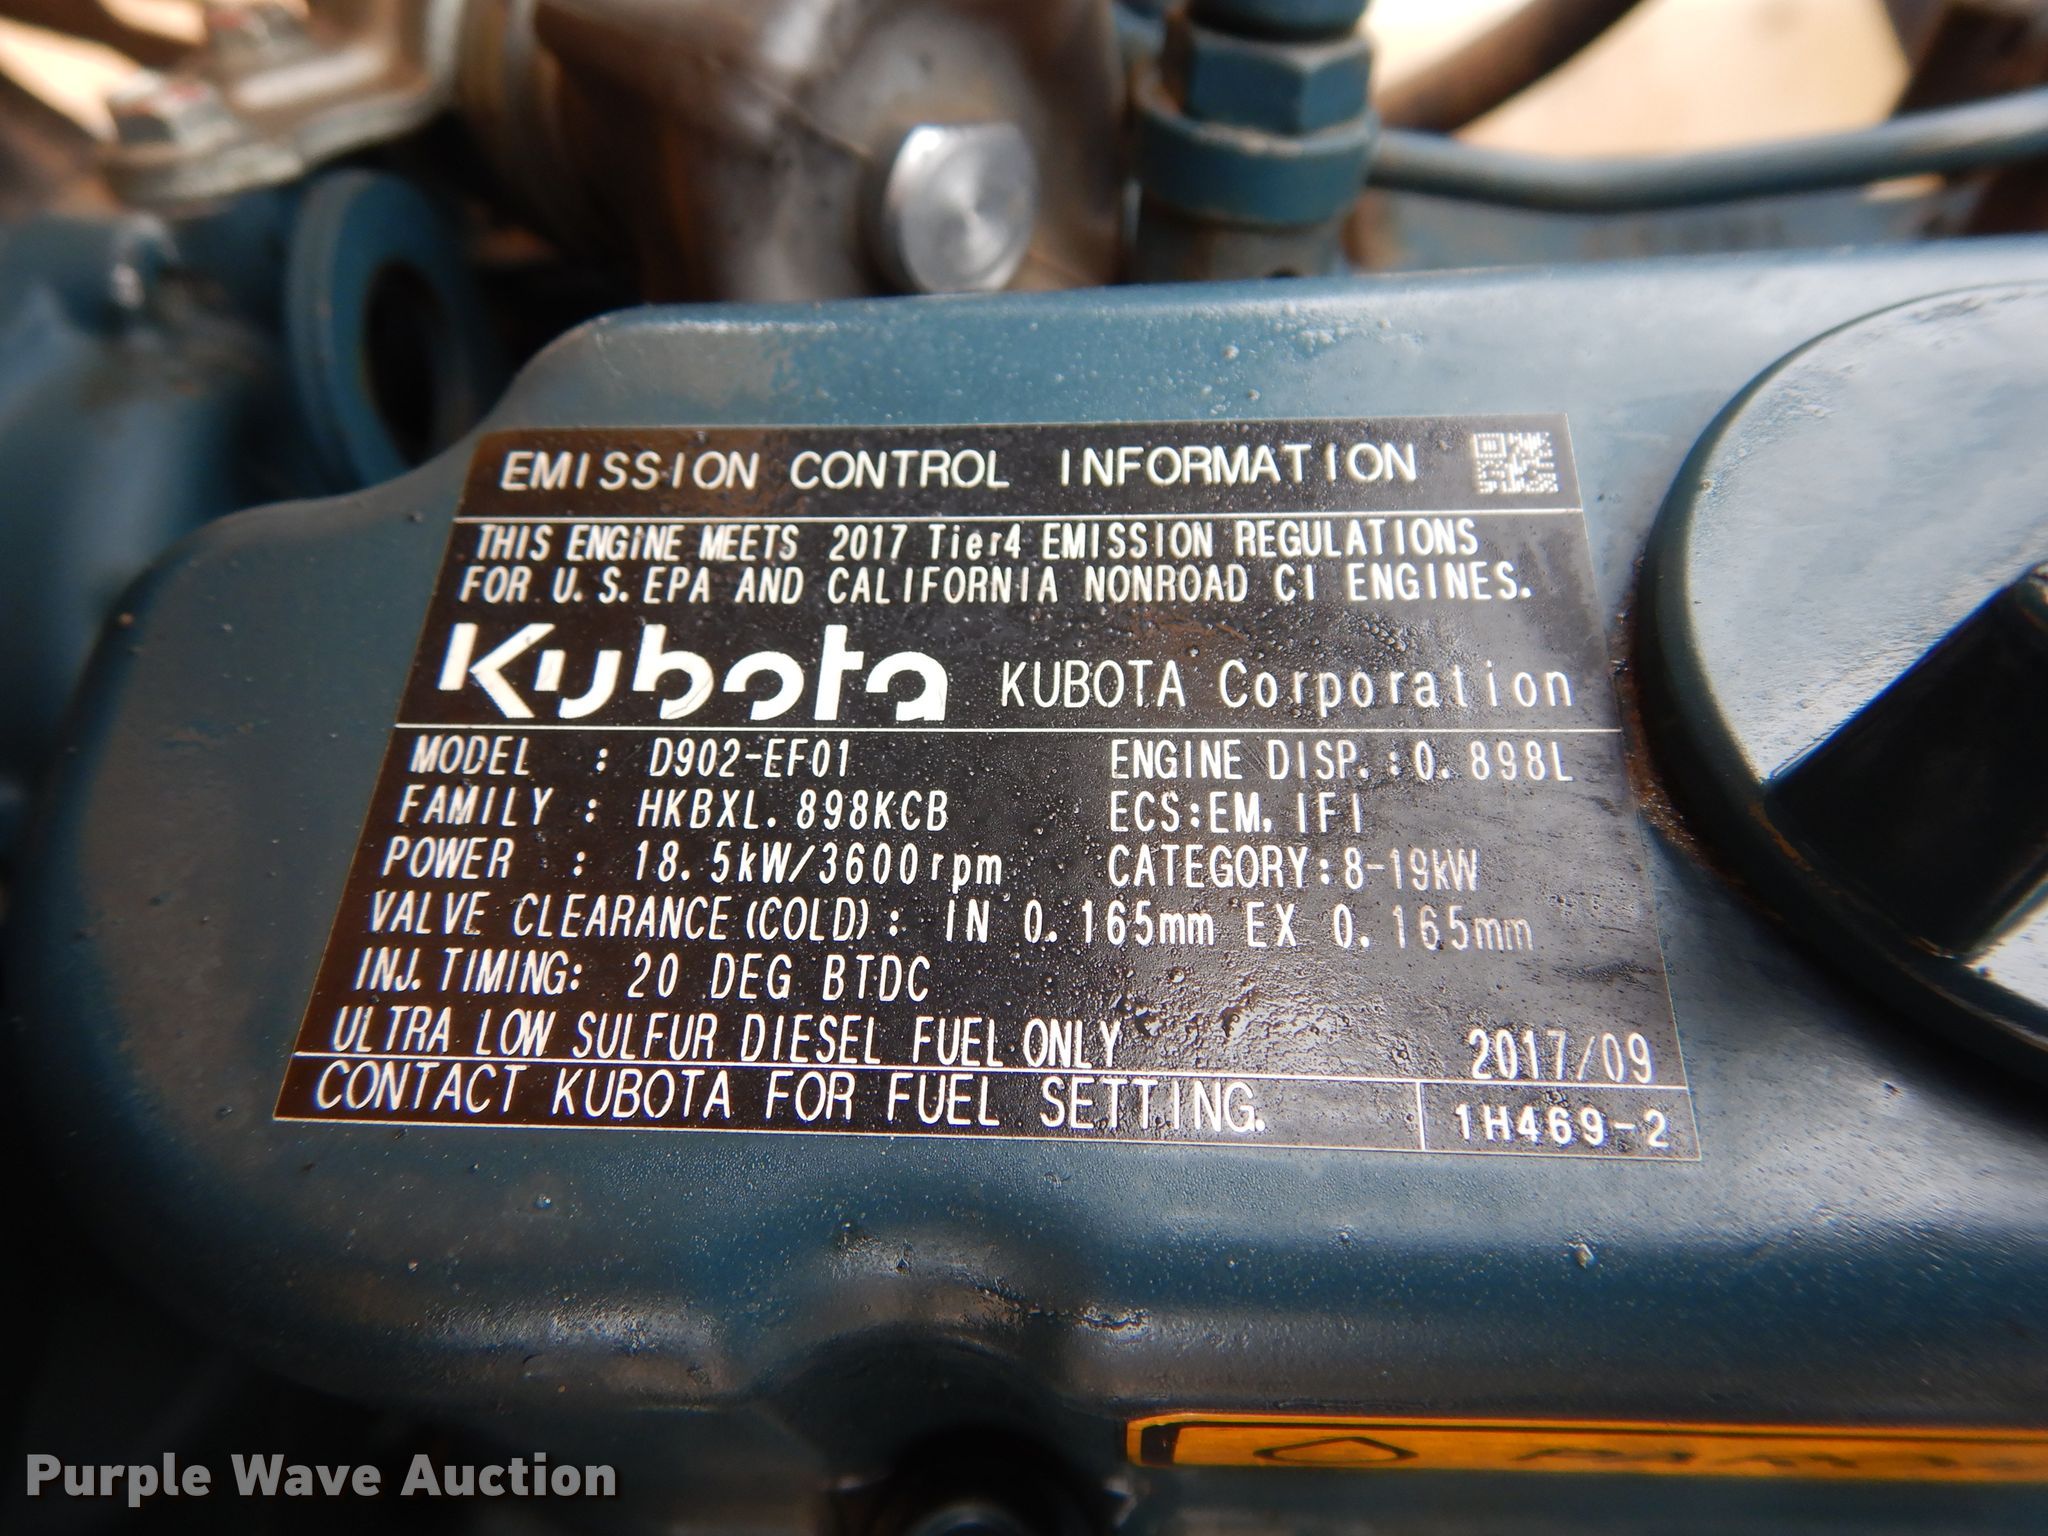 EMISSION CONTROL INFORMATION
THIS ENGINE MEETS 2017 Tier4 EMISSION REGULATIONS
FOR U.S.EPA AND CALIFORNIA NONROAD CI ENGINES.
Kubota KUBOTA Corporation
MODEL : D902-EF01 ENGINE DISP.:0.898L
FAMILY : HKBXL.898KCB ECS:EM, IFI
POWER : 18.5kW/3600rpm CATEGORY:8-19kW
VALVE CLEARANCE(COLD): IN 0.165mm EX 0.165mm
INJ.TIMING: 20 DEG BTDC
ULTRA LOW SULFUR DIESEL FUEL ONLY 2017/09
CONTACT KUBOTA FOR FUEL SETTING. 1H469-2
Purple Wave Auction